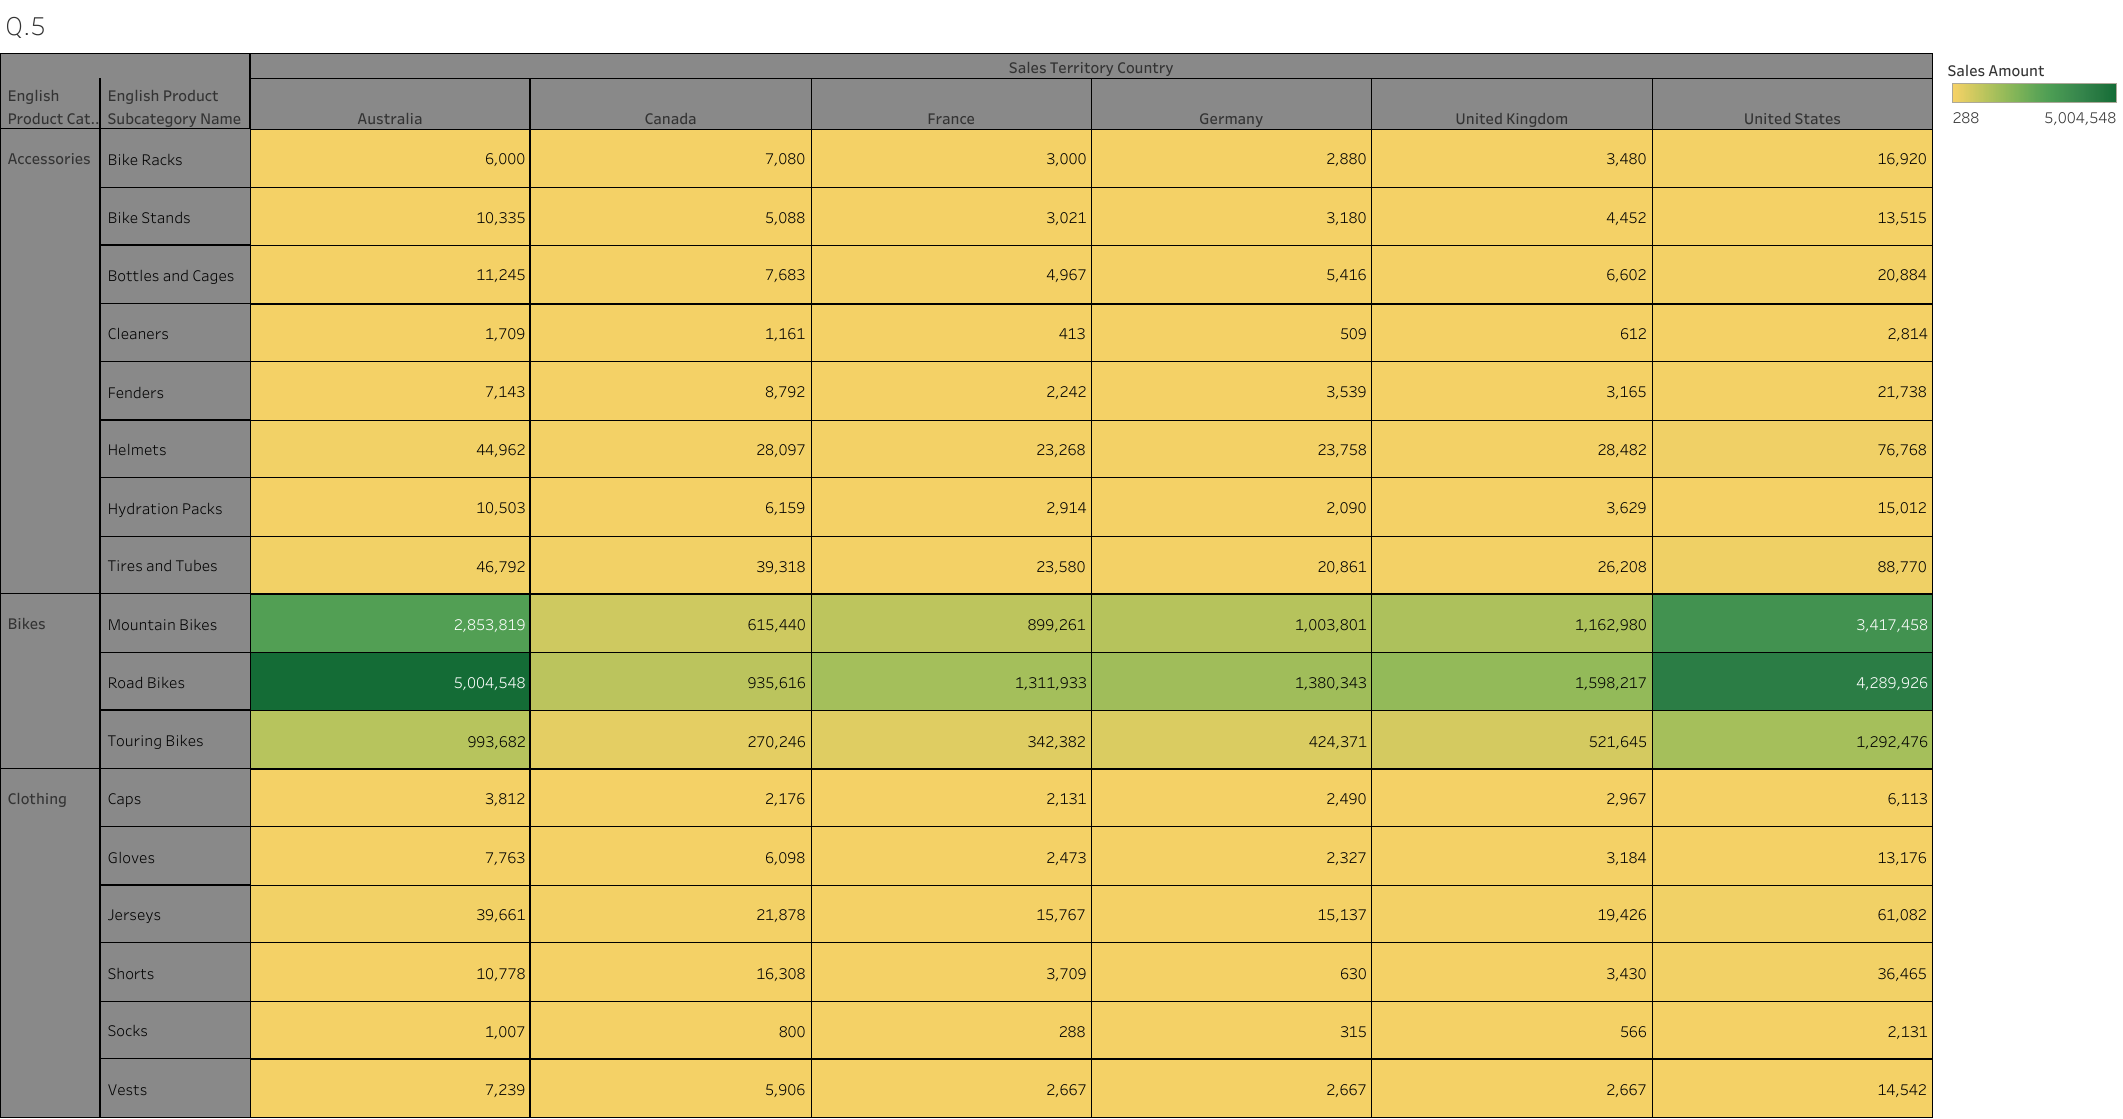 Q.5
Sales Territory Country
English Product Cat.. English Product Subcategory Name Australia Canada France Germany United Kingdom United States
Accessories Bike Racks 6,000 7,080 3,000 2,880 3,480 16,920
Bike Stands 10,335 5,088 3,021 3,180 4,452 13,515
Bottles and Cages 11,245 7,683 4,967 5,416 6,602 20,884
Cleaners 1,709 1,161 413 509 612 2,814
Fenders 7,143 8,792 2,242 3,539 3,165 21,738
Helmets 44,962 28,097 23,268 23,758 28,482 76,768
Hydration Packs 10,503 6,159 2,914 2,090 3,629 15,012
Tires and Tubes 46,792 39,318 23,580 20,861 26,208 88,770
Bikes Mountain Bikes 2,853,819 615,440 899,261 1,003,801 1,162,980 3,417,458
Road Bikes 5,004,548 935,616 1,311,933 1,380,343 1,598,217 4,289,926
Touring Bikes 993,682 270,246 342,382 424,371 521,645 1,292,476
Clothing Caps 3,812 2,176 2,131 2,490 2,967 6,113
Gloves 7,763 6,098 2,473 2,327 3,184 13,176
Jerseys 39,661 21,878 15,767 15,137 19,426 61,082
Shorts 10,778 16,308 3,709 630 3,430 36,465
Socks 1,007 800 288 315 566 2,131
Vests 7,239 5,906 2,667 2,667 2,667 14,542
Sales Amount
288 5,004,548